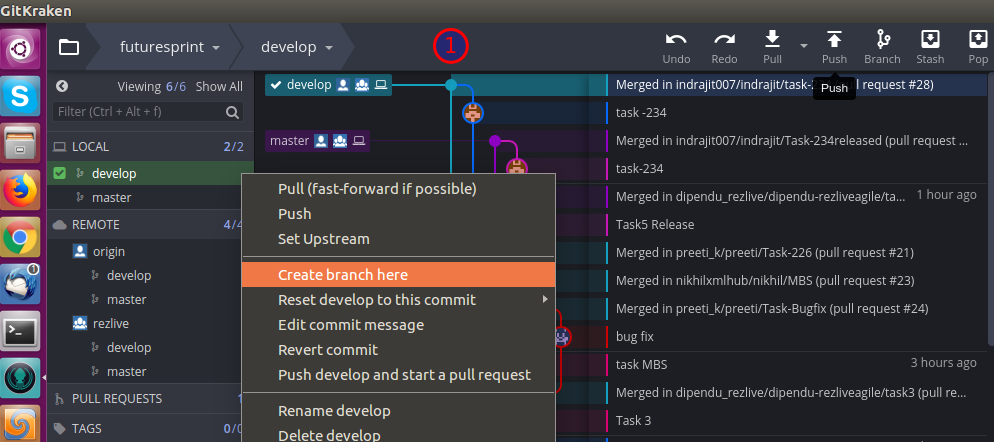 GitKraken
futuresprint
develop
1
Undo
Redo
Pull
Push
Branch
Stash
Pop
Push
Viewing 6/6 Show All
Filter (Ctrl + Alt + f)
LOCAL 2/2
develop
master
REMOTE 4/4
origin
develop
master
rezlive
develop
master
PULL REQUESTS
TAGS 0/0
develop
master
Pull (fast-forward if possible)
Push
Set Upstream
Create branch here
Reset develop to this commit
Edit commit message
Revert commit
Push develop and start a pull request
Rename develop
Delete develop
Merged in indrajit007/indrajit/task-2 l request #28)
task -234
Merged in indrajit007/indrajit/Task-234released (pull request ...
task-234
Merged in dipendu_rezlive/dipendu-rezliveagile/ta... 1 hour ago
Task5 Release
Merged in preeti_k/preeti/Task-226 (pull request #21)
Merged in nikhilxmlhub/nikhil/MBS (pull request #23)
Merged in preeti_k/preeti/Task-Bugfix (pull request #24)
bug fix
task MBS 3 hours ago
Merged in dipendu_rezlive/dipendu-rezliveagile/task3 (pull re...
Task 3